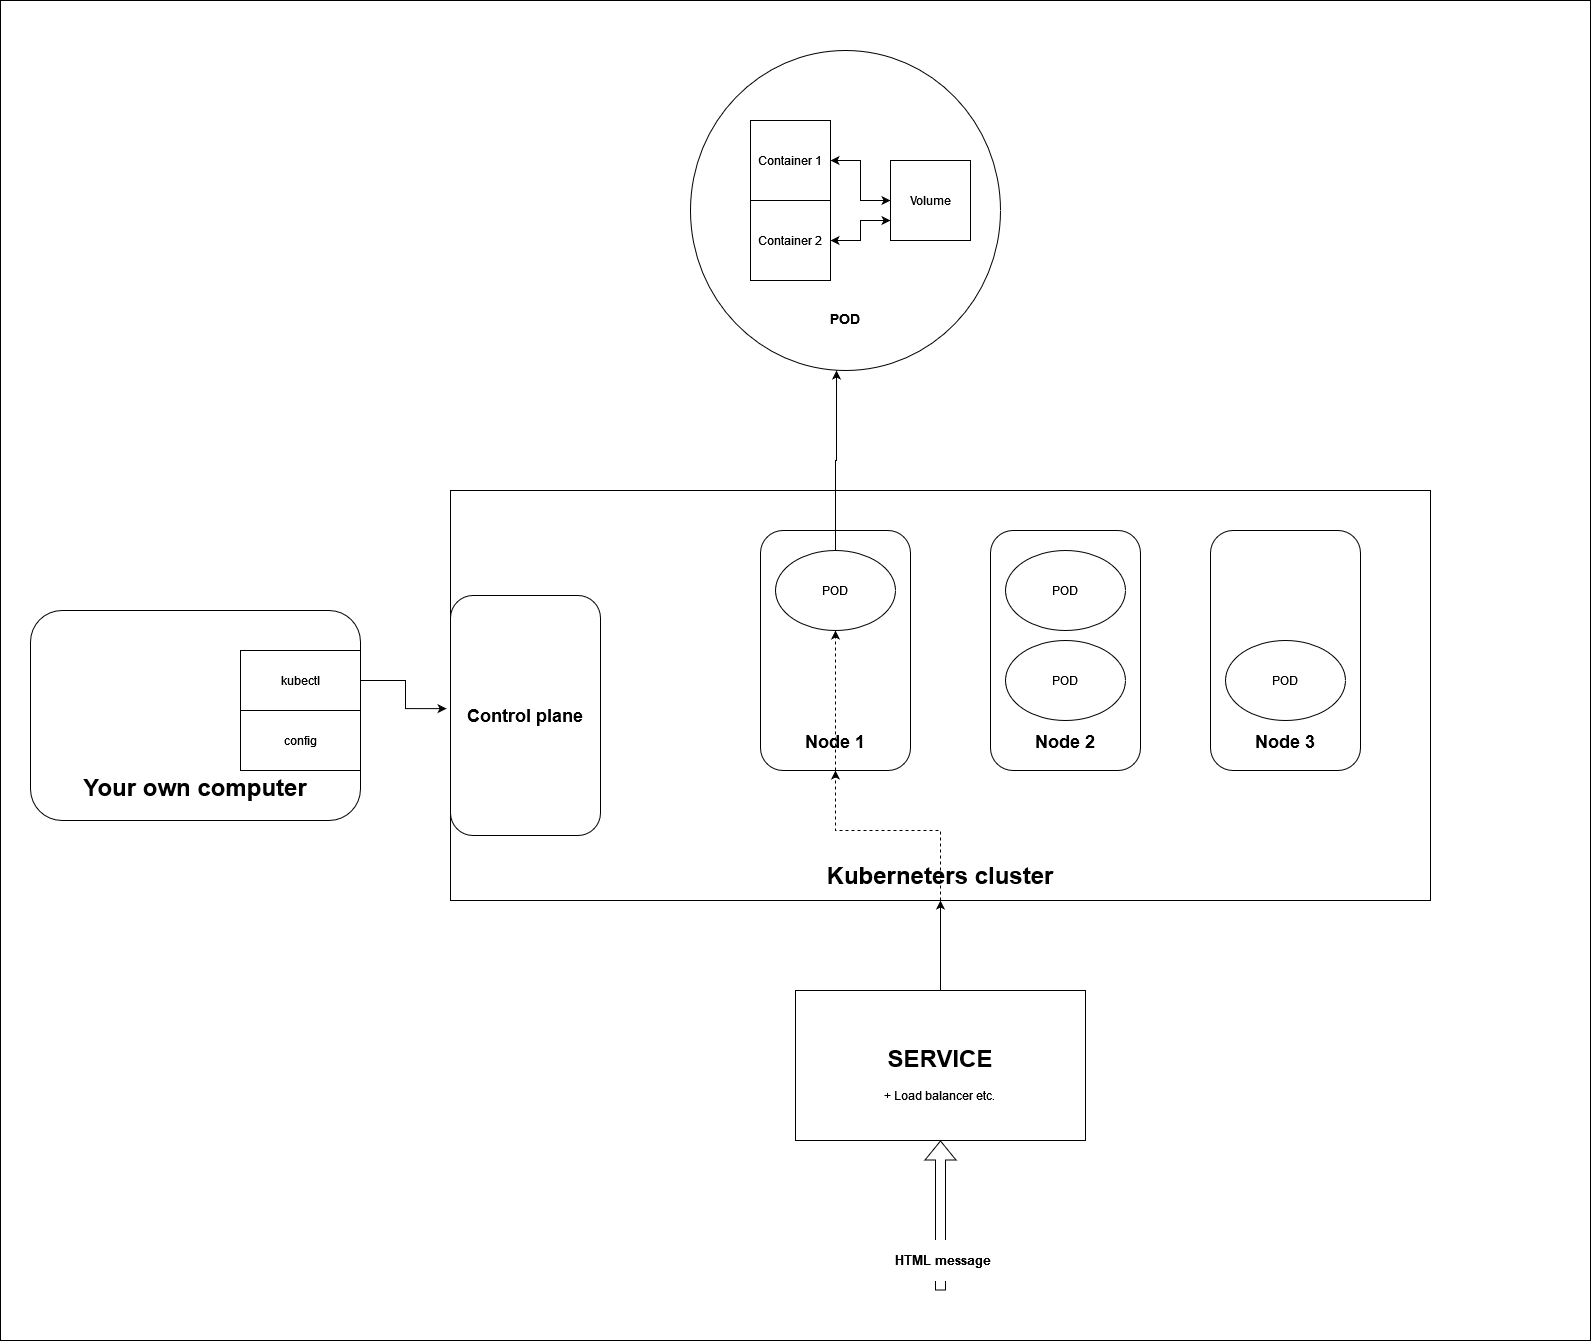 Container 1
Volume
Container 2
POD
POD
POD
kubectl
POD
POD
Control plane
config
Node 1
Node 2
Node 3
Your own computer
Kuberneters cluster
SERVICE
+ Load balancer etc.
HTML message